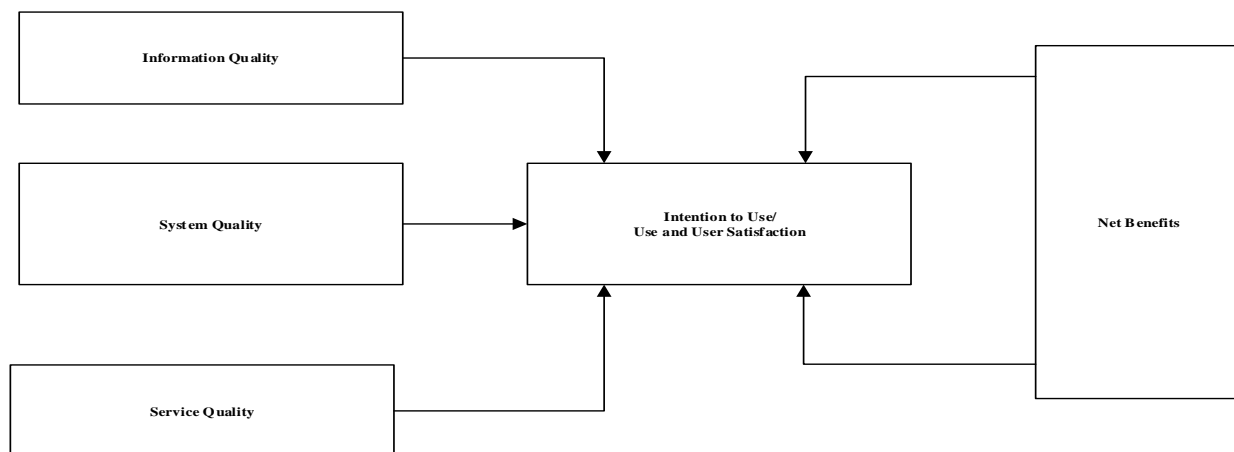 Information Quality
System Quality
Intention to Use/
Use and User Satisfaction
Net Benefits
Service Quality